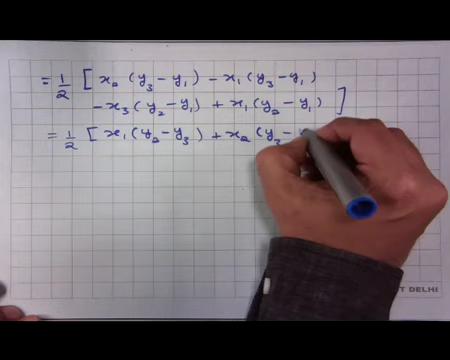 = 1/2 [ x₂ (y₃ - y₁) - x₁ (y₃ - y₁)
- x₃ (y₂ - y₁) + x₁ (y₂ - y₁) ]
= 1/2 [ x₁ (y₂ - y₃) + x₂ (y₃ -
T DELHI